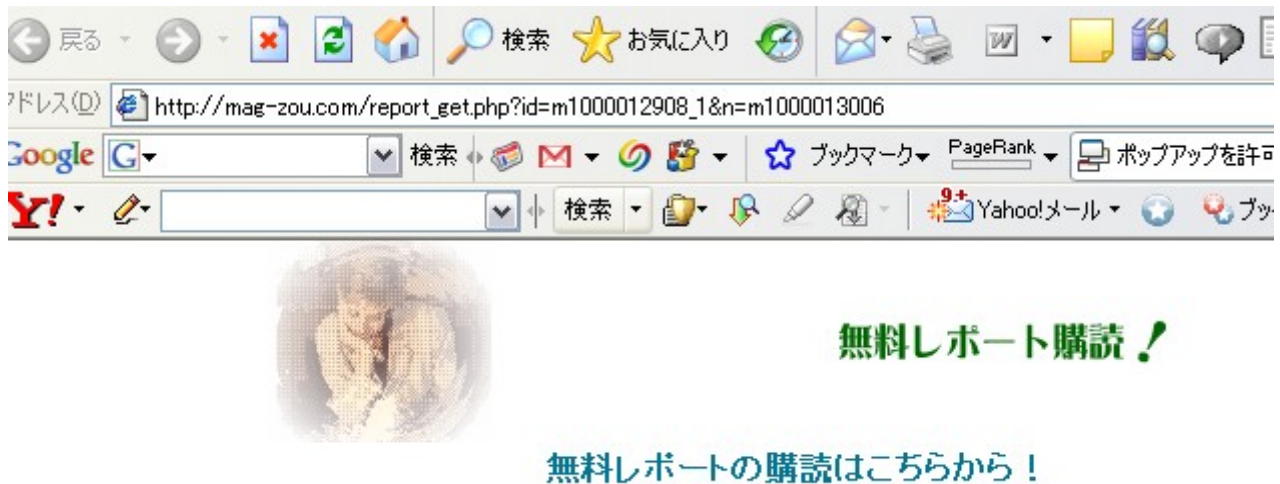 戻る 検索 お気に入り
アドレス(D) http://mag-zou.com/report_get.php?id=m1000012908_1&n=m1000013006
Google G 検索 ブックマーク PageRank ポップアップを許可
Y! 検索 9+ Yahoo!メール ブッ
無料レポート購読！
無料レポートの購読はこちらから！